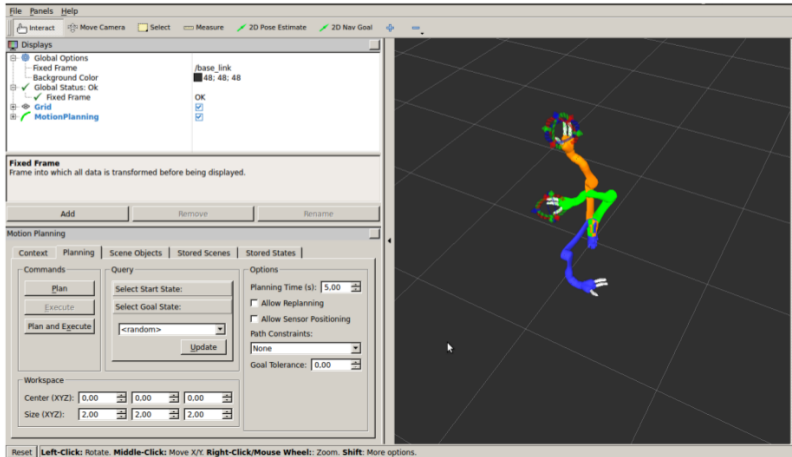 File Panels Help
Interact Move Camera Select Measure 2D Pose Estimate 2D Nav Goal
Displays
Global Options
Fixed Frame /base_link
Background Color 48; 48; 48
Global Status: Ok
Fixed Frame OK
Grid
MotionPlanning
Fixed Frame
Frame into which all data is transformed before being displayed.
Add Remove Rename
Motion Planning
Context Planning Scene Objects Stored Scenes Stored States
Commands
Plan
Execute
Plan and Execute
Query
Select Start State:
Select Goal State:
<random>
Update
Options
Planning Time (s): 5,00
Allow Replanning
Allow Sensor Positioning
Path Constraints:
None
Goal Tolerance: 0,00
Workspace
Center (XYZ): 0,00 0,00 0,00
Size (XYZ): 2,00 2,00 2,00
Reset Left-Click: Rotate. Middle-Click: Move X/Y. Right-Click/Mouse Wheel:: Zoom. Shift: More options.